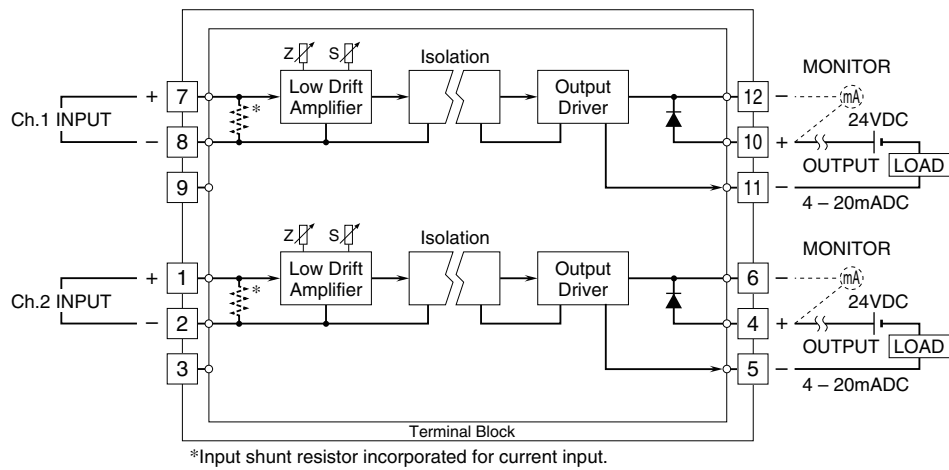 Isolation
MONITOR
Z
S
Low Drift
Amplifier
Output
Driver
+
7
12
–
mA
Ch.1 INPUT
*
24VDC
–
8
10
+
OUTPUT
LOAD
9
11
–
4 – 20mADC
Isolation
MONITOR
Z
S
Low Drift
Amplifier
Output
Driver
+
1
6
–
mA
Ch.2 INPUT
*
24VDC
–
2
4
+
OUTPUT
LOAD
3
5
–
4 – 20mADC
Terminal Block
*Input shunt resistor incorporated for current input.